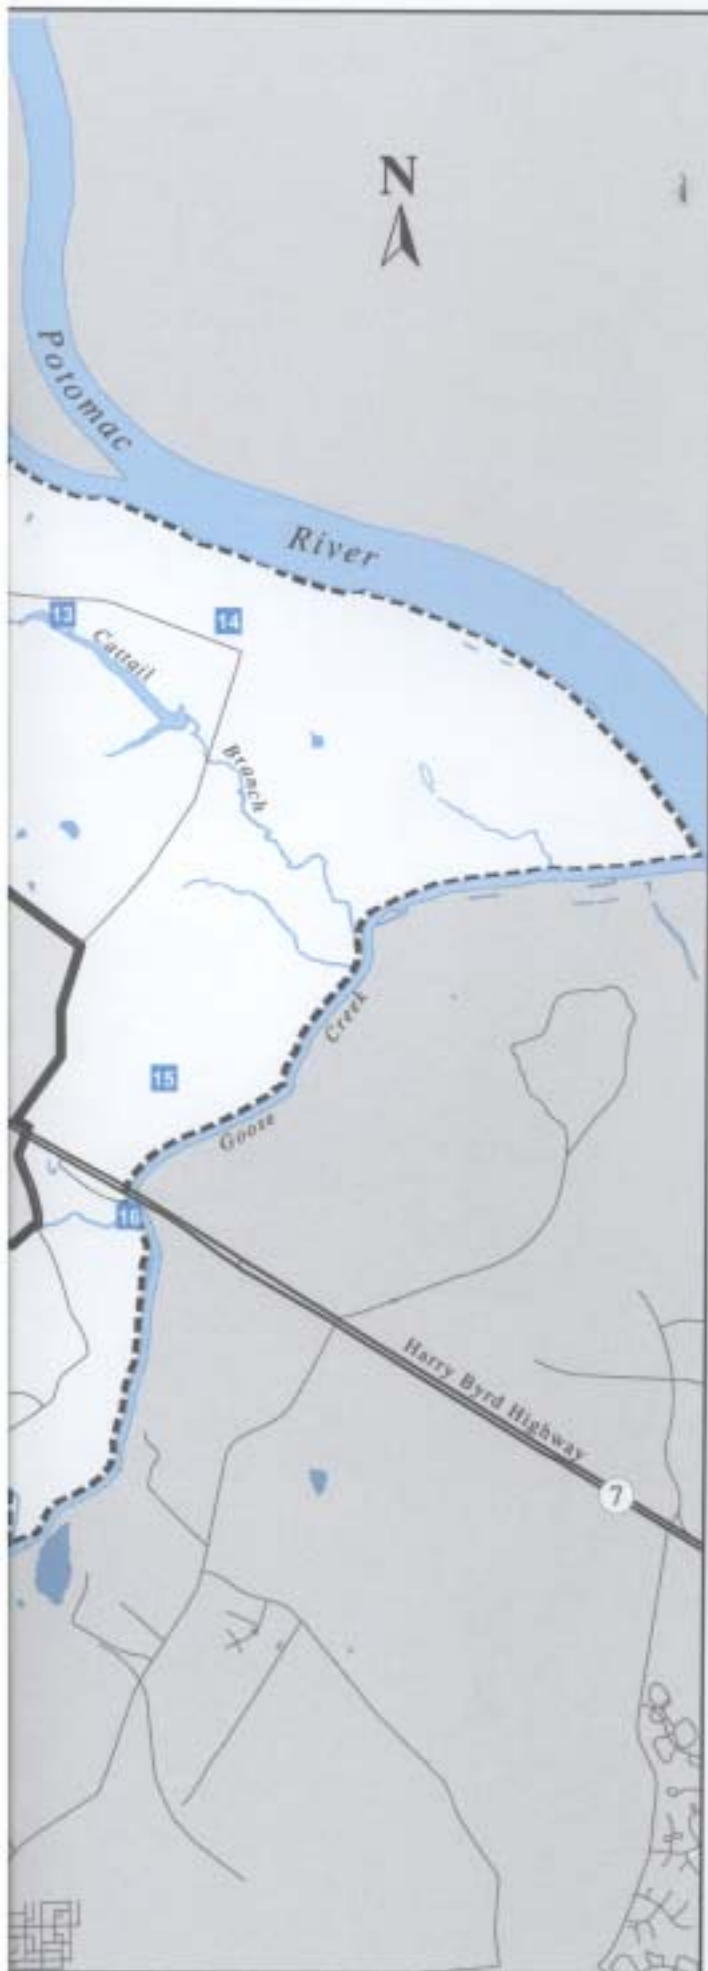 N
Potomac
River
13
14
Cattail
Branch
Creek
15
Goose
16
Harry Byrd Highway
7